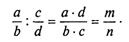 a/b : c/d = a · d / b · c = m/n .